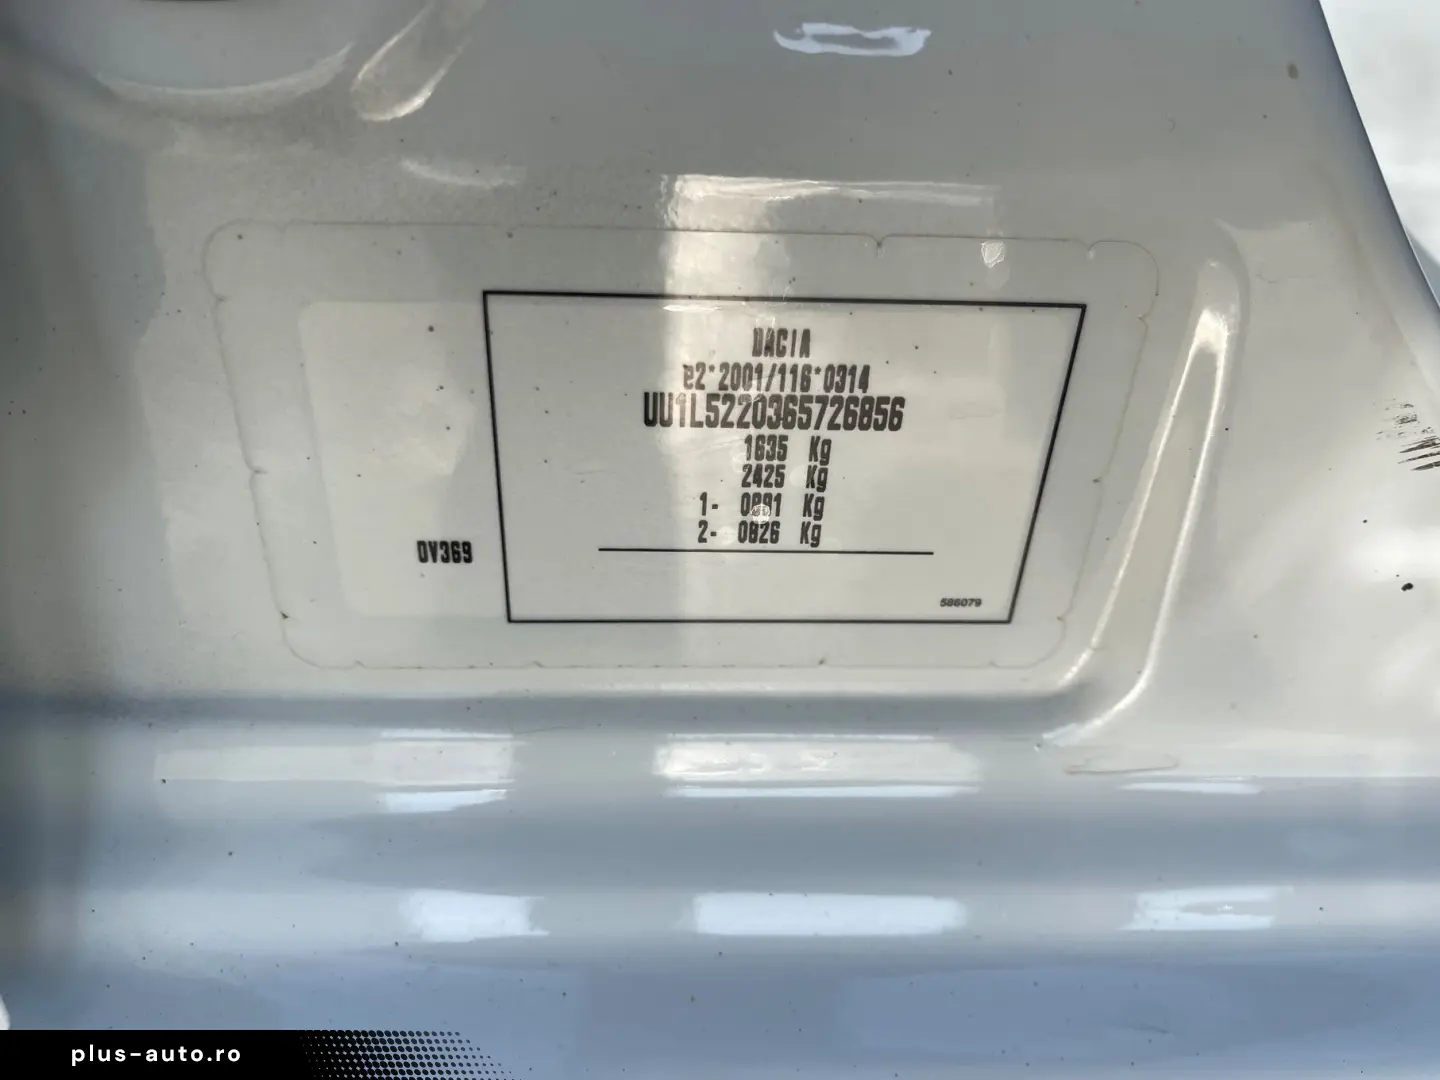 DACIA
e2*2001/116*0314
UU1L5220365726856
1635 Kg
2425 Kg
1- 0891 Kg
2- 0826 Kg
0V369
586079
plus-auto.ro